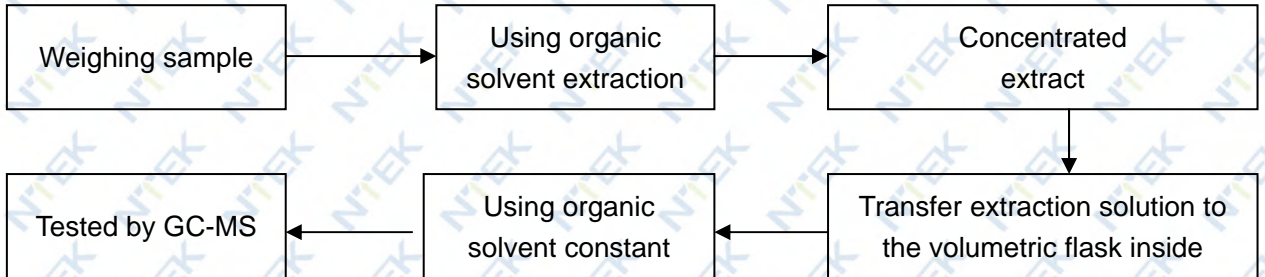 Weighing sample
Using organic
solvent extraction
Concentrated
extract
Transfer extraction solution to
the volumetric flask inside
Using organic
solvent constant
Tested by GC-MS
NTEK